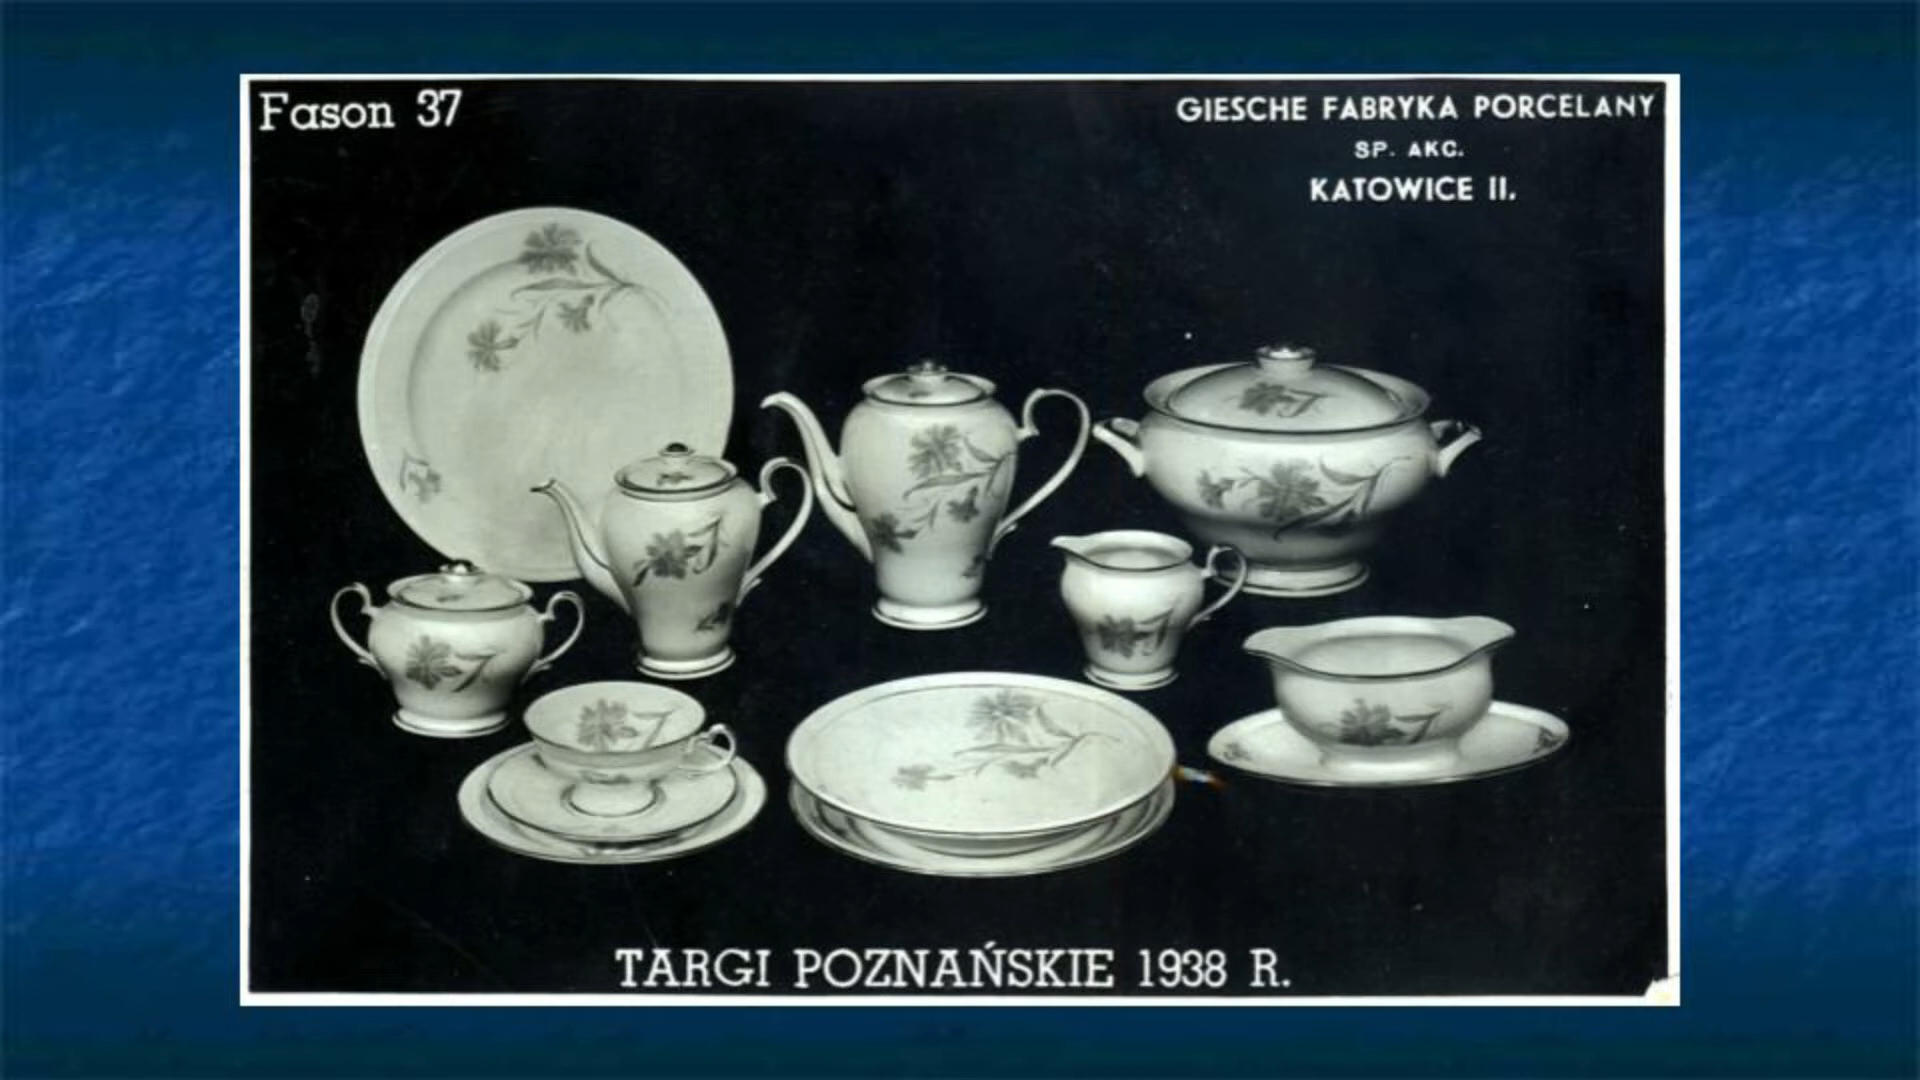 Fason 37
GIESCHE FABRYKA PORCELANY
SP. AKC.
KATOWICE II.
TARGI POZNAŃSKIE 1938 R.